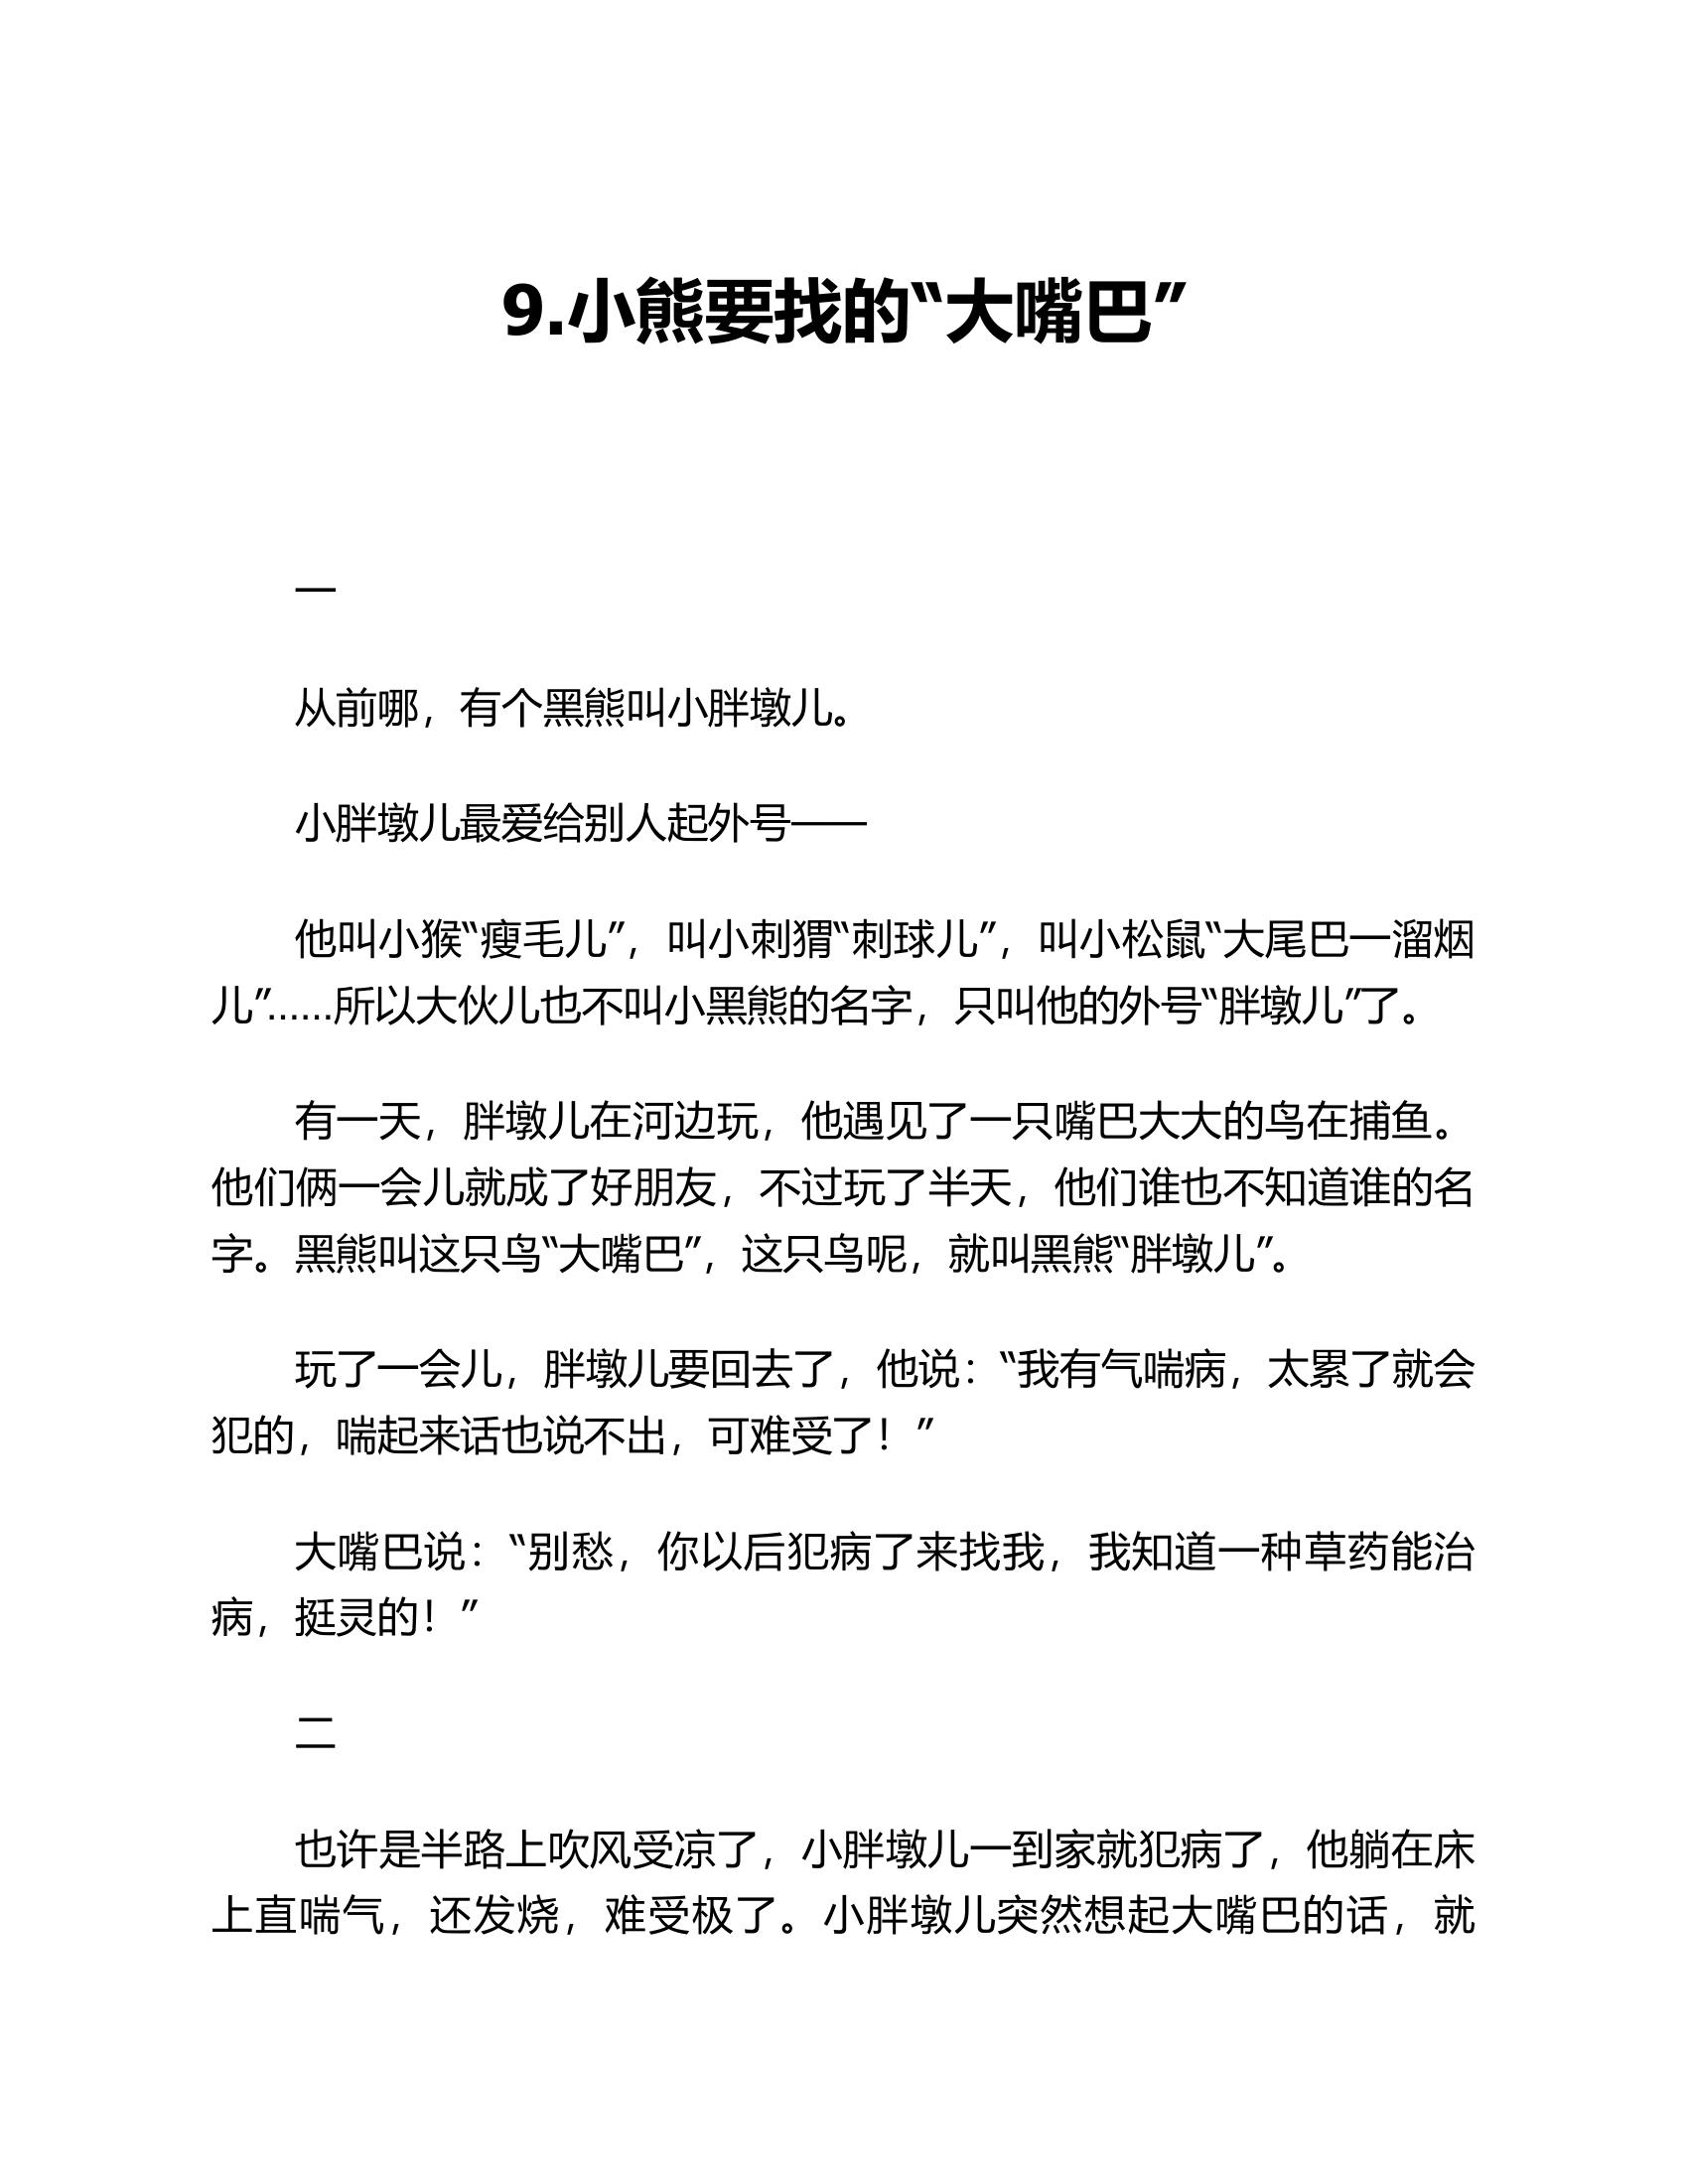 9.小熊要找的“大嘴巴”
一
从前哪，有个黑熊叫小胖墩儿。
小胖墩儿最爱给别人起外号——
他叫小猴“瘦毛儿”，叫小刺猬“刺球儿”，叫小松鼠“大尾巴一溜烟
儿”……所以大伙儿也不叫小黑熊的名字，只叫他的外号“胖墩儿”了。
有一天，胖墩儿在河边玩，他遇见了一只嘴巴大大的鸟在捕鱼。
他们俩一会儿就成了好朋友，不过玩了半天，他们谁也不知道谁的名
字。黑熊叫这只鸟“大嘴巴”，这只鸟呢，就叫黑熊“胖墩儿”。
玩了一会儿，胖墩儿要回去了，他说：“我有气喘病，太累了就会
犯的，喘起来话也说不出，可难受了！”
大嘴巴说：“别愁，你以后犯病了来找我，我知道一种草药能治
病，挺灵的！”
二
也许是半路上吹风受凉了，小胖墩儿一到家就犯病了，他躺在床
上直喘气，还发烧，难受极了。小胖墩儿突然想起大嘴巴的话，就